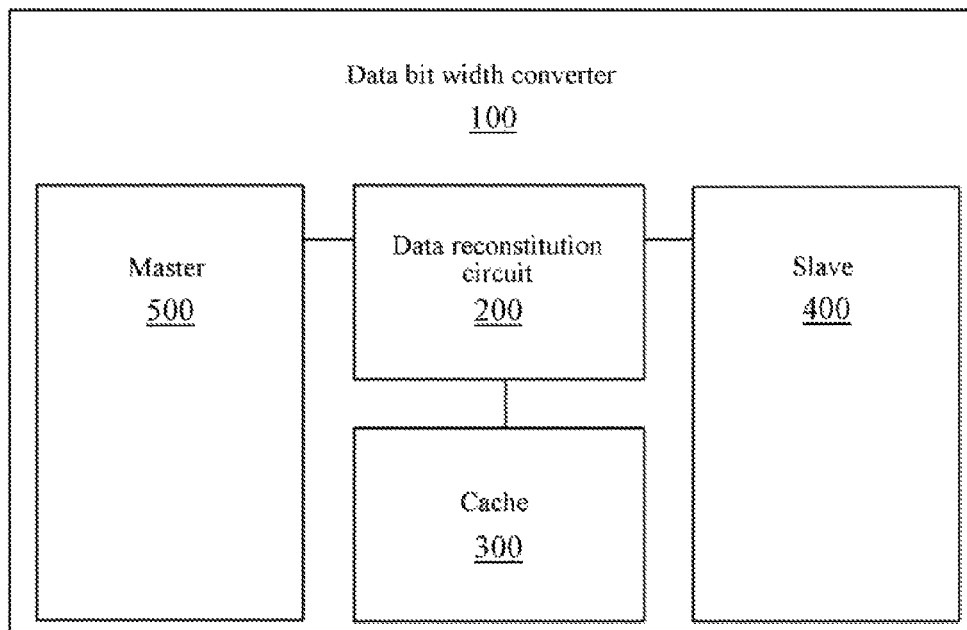 Data bit width converter
100
Master
500
Data reconstitution
circuit
200
Slave
400
Cache
300